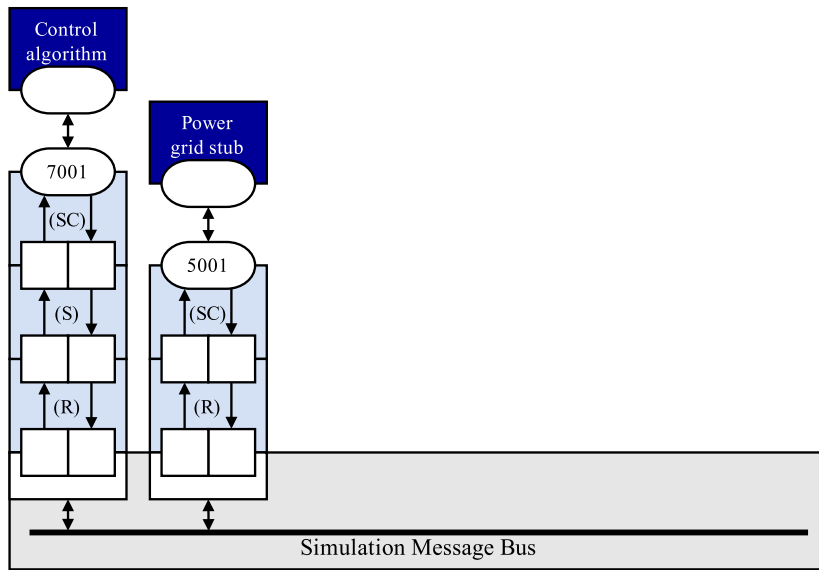 Control
algorithm
7001
(SC)
(S)
(R)
Power
grid stub
5001
(SC)
(R)
Simulation Message Bus